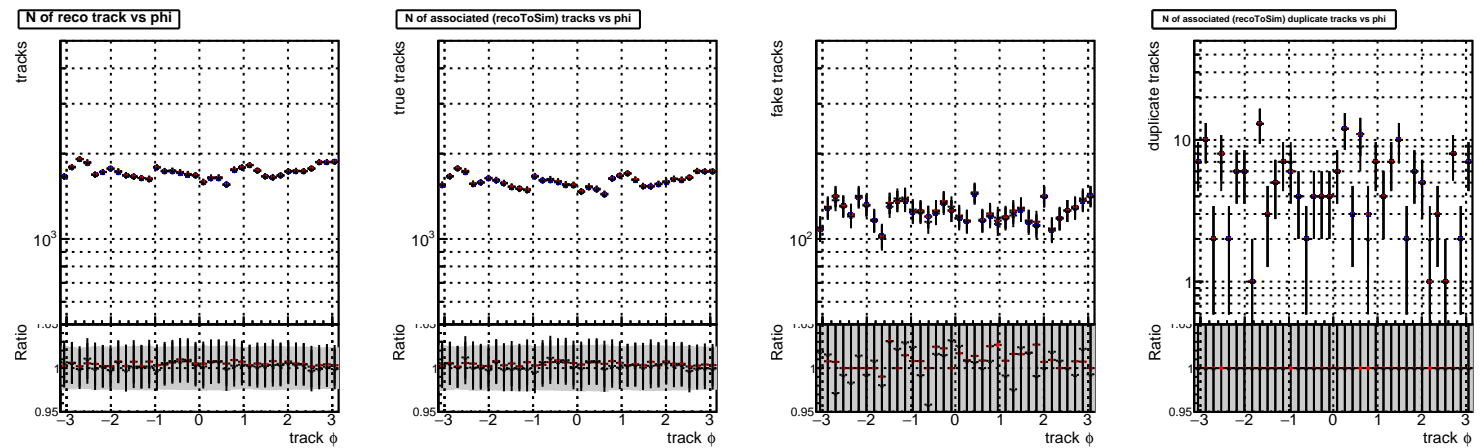 N of reco track vs phi
N of associated (recoToSim) tracks vs phi
N of associated (recoToSim) duplicate tracks vs phi
tracks
10³
Ratio
1
0.95
−3 −2 −1 0 1 2 3
track ϕ
true tracks
10³
Ratio
1
0.95
−3 −2 −1 0 1 2 3
track ϕ
fake tracks
10²
Ratio
1
0.95
−3 −2 −1 0 1 2 3
track ϕ
duplicate tracks
10
1
Ratio
1
0.95
−3 −2 −1 0 1 2 3
track ϕ